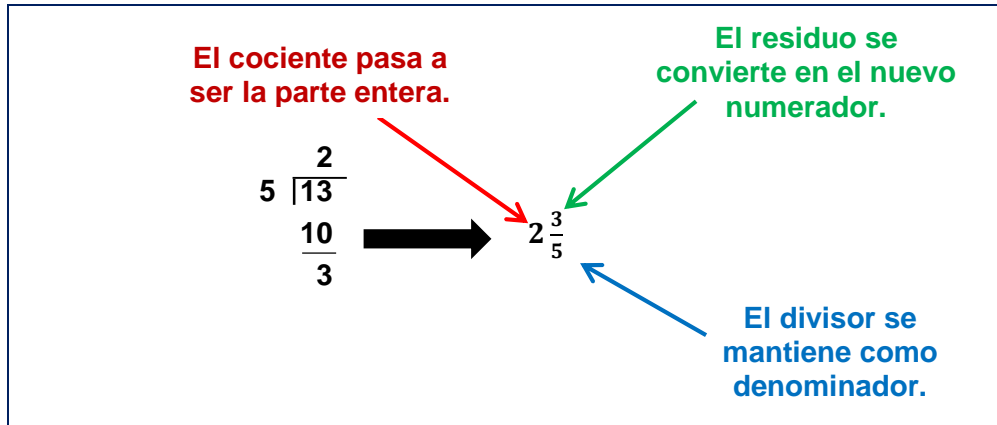 El cociente pasa a
ser la parte entera.
El residuo se
convierte en el nuevo
numerador.
2
5 13
10
3
2 3/5
El divisor se
mantiene como
denominador.